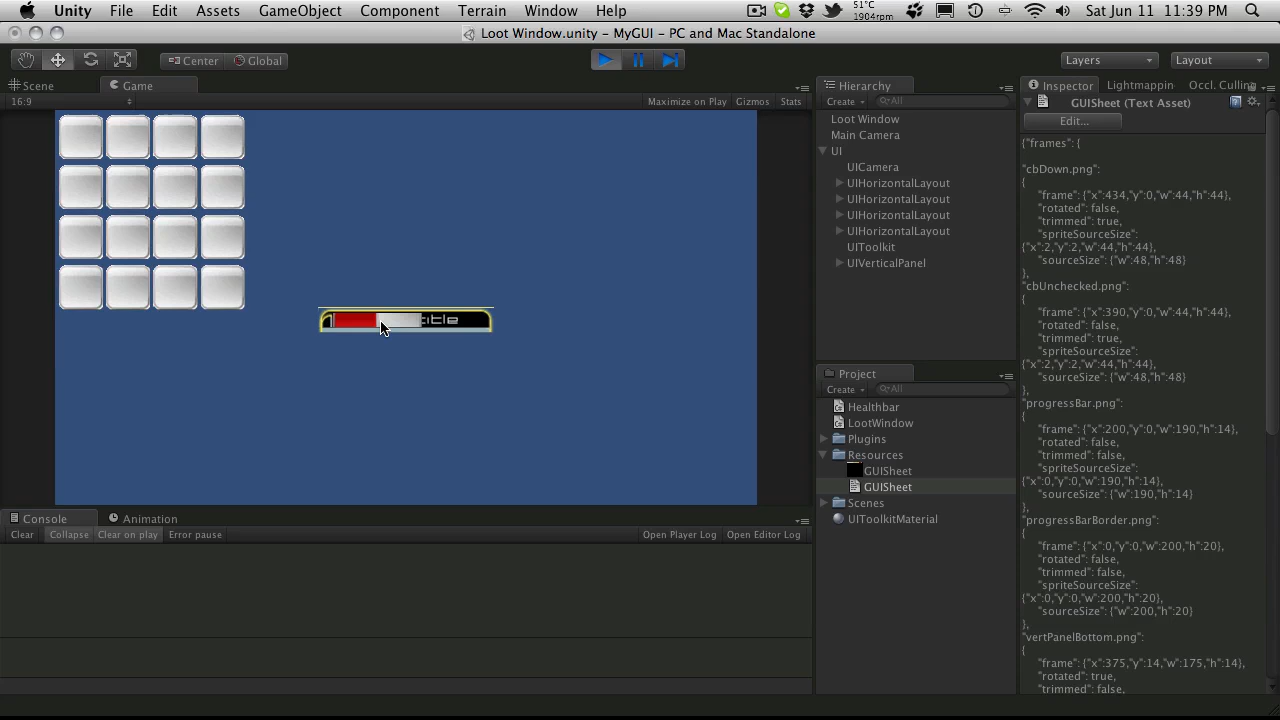 Unity File Edit Assets GameObject Component Terrain Window Help 51°C 1904rpm Sat Jun 11 11:39 PM
Loot Window.unity - MyGUI - PC and Mac Standalone
Center Global Layers Layout
Scene Game
16:9 Maximize on Play Gizmos Stats
Hierarchy
Create All
Loot Window
Main Camera
UI
UICamera
UIHorizontalLayout
UIHorizontalLayout
UIHorizontalLayout
UIHorizontalLayout
UIToolkit
UIVerticalPanel
Project
Create All
Healthbar
LootWindow
Plugins
Resources
GUISheet
GUISheet
Scenes
UIToolkitMaterial
Inspector Lightmappin Occl. Culling
GUISheet (Text Asset)
Edit...
{"frames": {
"cbDown.png":
{
"frame": {"x":434,"y":0,"w":44,"h":44},
"rotated": false,
"trimmed": true,
"spriteSourceSize":
{"x":2,"y":2,"w":44,"h":44},
"sourceSize": {"w":48,"h":48}
},
"cbUnchecked.png":
{
"frame": {"x":390,"y":0,"w":44,"h":44},
"rotated": false,
"trimmed": true,
"spriteSourceSize":
{"x":2,"y":2,"w":44,"h":44},
"sourceSize": {"w":48,"h":48}
},
"progressBar.png":
{
"frame": {"x":200,"y":0,"w":190,"h":14},
"rotated": false,
"trimmed": false,
"spriteSourceSize":
{"x":0,"y":0,"w":190,"h":14},
"sourceSize": {"w":190,"h":14}
},
"progressBarBorder.png":
{
"frame": {"x":0,"y":0,"w":200,"h":20},
"rotated": false,
"trimmed": false,
"spriteSourceSize":
{"x":0,"y":0,"w":200,"h":20},
"sourceSize": {"w":200,"h":20}
},
"vertPanelBottom.png":
{
"frame": {"x":375,"y":14,"w":175,"h":14},
"rotated": true,
"trimmed": false,
Console Animation
Clear Collapse Clear on play Error pause Open Player Log Open Editor Log